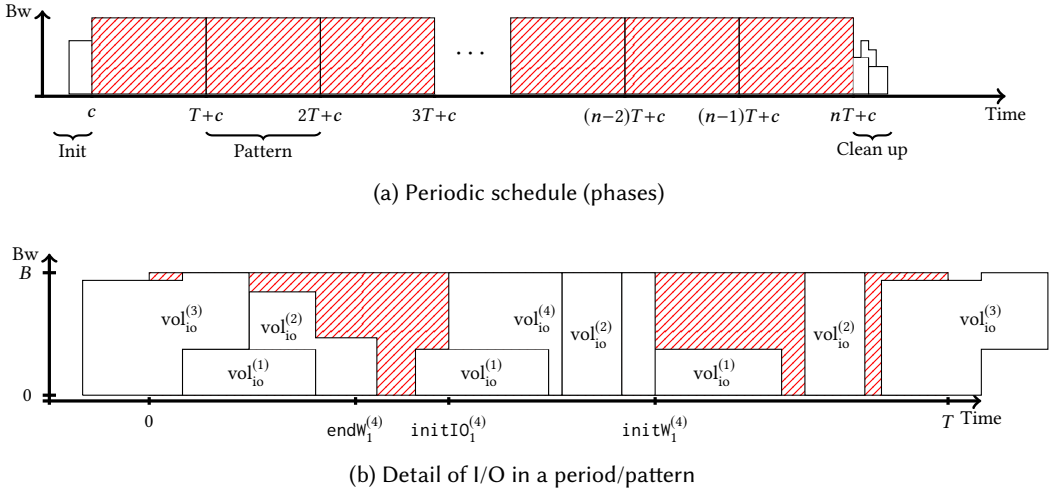 Bw
. . .
c T+c 2T+c 3T+c (n−2)T+c (n−1)T+c nT+c Time
Init Pattern Clean up
(a) Periodic schedule (phases)
Bw
B
vol_io^(3) vol_io^(2) vol_io^(4) vol_io^(2) vol_io^(2) vol_io^(3)
vol_io^(1) vol_io^(1) vol_io^(1)
0
0 endW_1^(4) initIO_1^(4) initW_1^(4) T Time
(b) Detail of I/O in a period/pattern